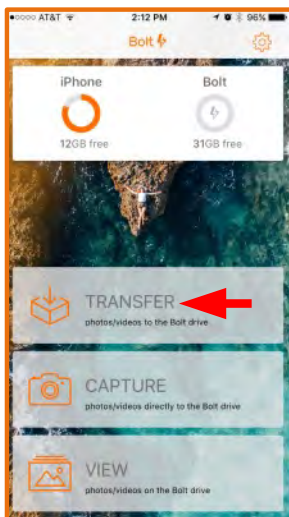 AT&T 2:12 PM 96%
Bolt
iPhone Bolt
12GB free 31GB free
TRANSFER
photos/videos to the Bolt drive
CAPTURE
photos/videos directly to the Bolt drive
VIEW
photos/videos on the Bolt drive